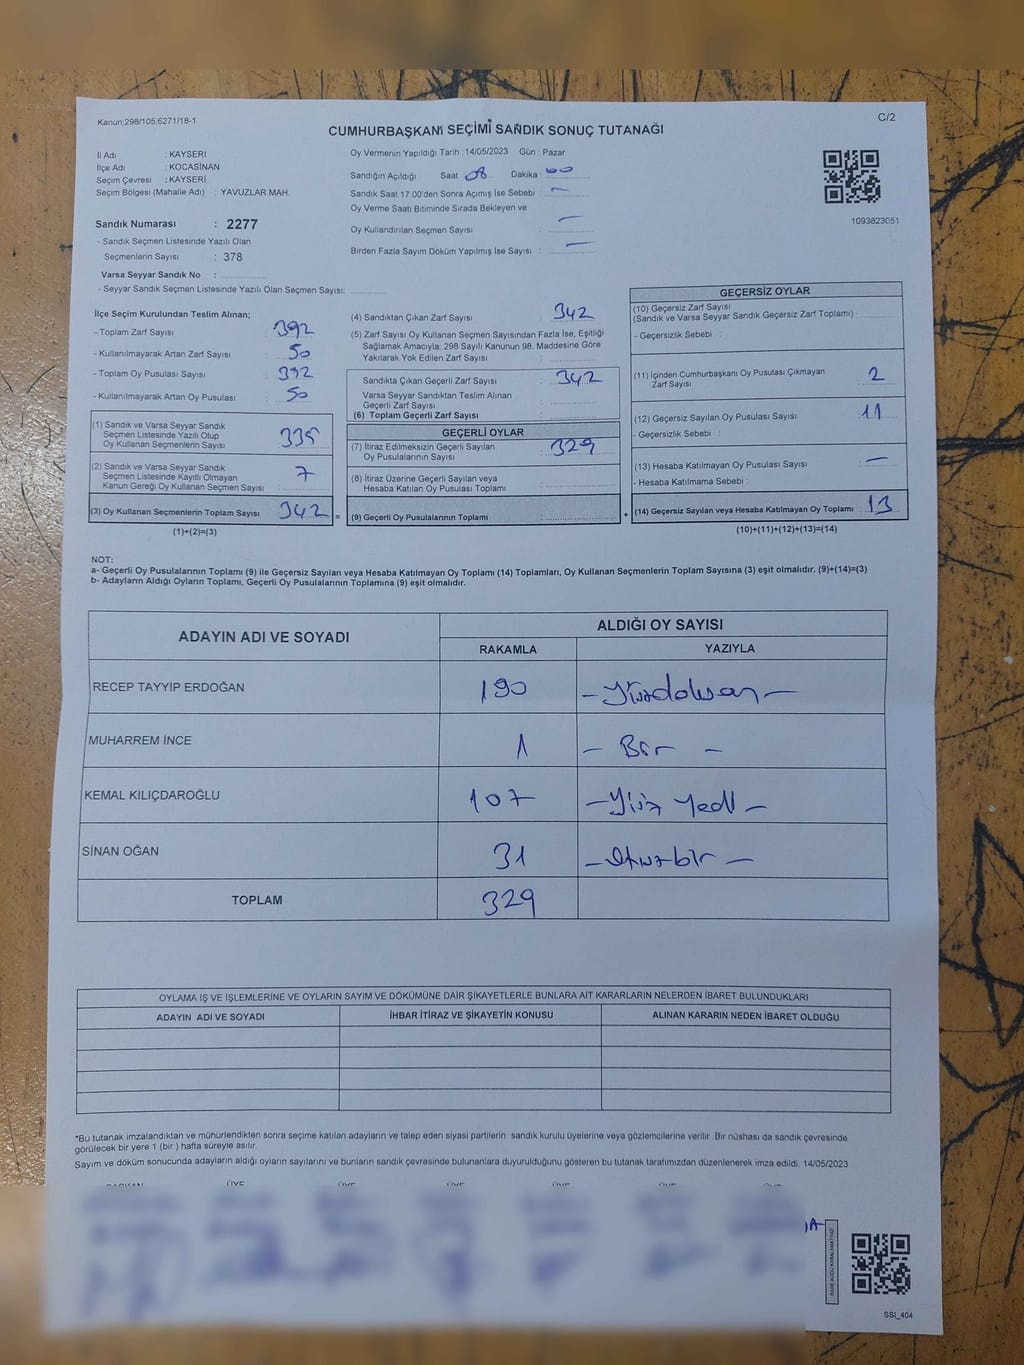 Kanun;298/105;6271/18-1
C/2
CUMHURBAŞKANI SEÇİMİ SANDIK SONUÇ TUTANAĞI
İl Adı : KAYSERİ
İlçe Adı : KOCASİNAN
Seçim Çevresi : KAYSERİ
Seçim Bölgesi (Mahalle Adı) : YAVUZLAR MAH.
Sandık Numarası : 2277
- Sandık Seçmen Listesinde Yazılı Olan
Seçmenlerin Sayısı : 378
Varsa Seyyar Sandık No :
- Seyyar Sandık Seçmen Listesinde Yazılı Olan Seçmen Sayısı:
Oy Vermenin Yapıldığı Tarih :14/05/2023 Gün : Pazar
Sandığın Açıldığı Saat 08 Dakika : 00
Sandık Saat 17:00'den Sonra Açımış İse Sebebi : -
Oy Verme Saati Bitiminde Sırada Bekleyen ve
Oy Kullandırılan Seçmen Sayısı : -
Birden Fazla Sayım Döküm Yapılmış İse Sayısı : -
1093823051
İlçe Seçim Kurulundan Teslim Alınan;
- Toplam Zarf Sayısı : 392
- Kullanılmayarak Artan Zarf Sayısı : 50
- Toplam Oy Pusulası Sayısı : 392
- Kullanılmayarak Artan Oy Pusulası : 50
(1) Sandık ve Varsa Seyyar Sandık
Seçmen Listesinde Yazılı Olup
Oy Kullanan Seçmenlerin Sayısı : 335
(2) Sandık ve Varsa Seyyar Sandık
Seçmen Listesinde Kayıtlı Olmayan
Kanun Gereği Oy Kullanan Seçmen Sayısı : 7
(3) Oy Kullanan Seçmenlerin Toplam Sayısı : 342
(1)+(2)=(3)
=
(4) Sandıktan Çıkan Zarf Sayısı : 342
(5) Zarf Sayısı Oy Kullanan Seçmen Sayısından Fazla İse, Eşitliği
Sağlamak Amacıyla; 298 Sayılı Kanunun 98. Maddesine Göre
Yakılarak Yok Edilen Zarf Sayısı :
Sandıkta Çıkan Geçerli Zarf Sayısı : 342
Varsa Seyyar Sandıktan Teslim Alınan
Geçerli Zarf Sayısı :
(6) Toplam Geçerli Zarf Sayısı :
GEÇERLİ OYLAR
(7) İtiraz Edilmeksizin Geçerli Sayılan
Oy Pusulalarının Sayısı : 329
(8) İtiraz Üzerine Geçerli Sayılan veya
Hesaba Katılan Oy Pusulası Toplamı :
(9) Geçerli Oy Pusulalarının Toplamı :
+
GEÇERSİZ OYLAR
(10) Geçersiz Zarf Sayısı
(Sandık ve Varsa Seyyar Sandık Geçersiz Zarf Toplamı) :
- Geçersizlik Sebebi :
(11) İçinden Cumhurbaşkanı Oy Pusulası Çıkmayan
Zarf Sayısı : 2
(12) Geçersiz Sayılan Oy Pusulası Sayısı : 11
- Geçersizlik Sebebi :
(13) Hesaba Katılmayan Oy Pusulası Sayısı : -
- Hesaba Katılmama Sebebi :
(14) Geçersiz Sayılan veya Hesaba Katılmayan Oy Toplamı : 13
(10)+(11)+(12)+(13)=(14)
NOT:
a- Geçerli Oy Pusulalarının Toplamı (9) ile Geçersiz Sayılan veya Hesaba Katılmayan Oy Toplamı (14) Toplamları, Oy Kullanan Seçmenlerin Toplam Sayısına (3) eşit olmalıdır. (9)+(14)=(3)
b- Adayların Aldığı Oyların Toplamı, Geçerli Oy Pusulalarının Toplamına (9) eşit olmalıdır.
ADAYIN ADI VE SOYADI
ALDIĞI OY SAYISI
RAKAMLA YAZIYLA
RECEP TAYYİP ERDOĞAN 190 - Yüzdoksan -
MUHARREM İNCE 1 - Bir -
KEMAL KILIÇDAROĞLU 107 - Yüz Yedi -
SİNAN OĞAN 31 - Otuzbir -
TOPLAM 329
OYLAMA İŞ VE İŞLEMLERİNE VE OYLARIN SAYIM VE DÖKÜMÜNE DAİR ŞİKAYETLERLE BUNLARA AİT KARARLARIN NELERDEN İBARET BULUNDUKLARI
ADAYIN ADI VE SOYADI İHBAR İTİRAZ VE ŞİKAYETİN KONUSU ALINAN KARARIN NEDEN İBARET OLDUĞU
*Bu tutanak imzalandıktan ve mühürlendikten sonra seçime katılan adayların ve talep eden siyasi partilerin sandık kurulu üyelerine veya gözlemcilerine verilir. Bir nüshası da sandık çevresinde
görülecek bir yere 1 (bir ) hafta süreyle asılır.
Sayım ve döküm sonucunda adayların aldığı oyların sayılarını ve bunların sandık çevresinde bulunanlara duyurulduğunu gösteren bu tutanak tarafımızdan düzenlenerek imza edildi. 14/05/2023
BAŞKAN ÜYE ÜYE ÜYE ÜYE ÜYE ÜYE
SSI_404